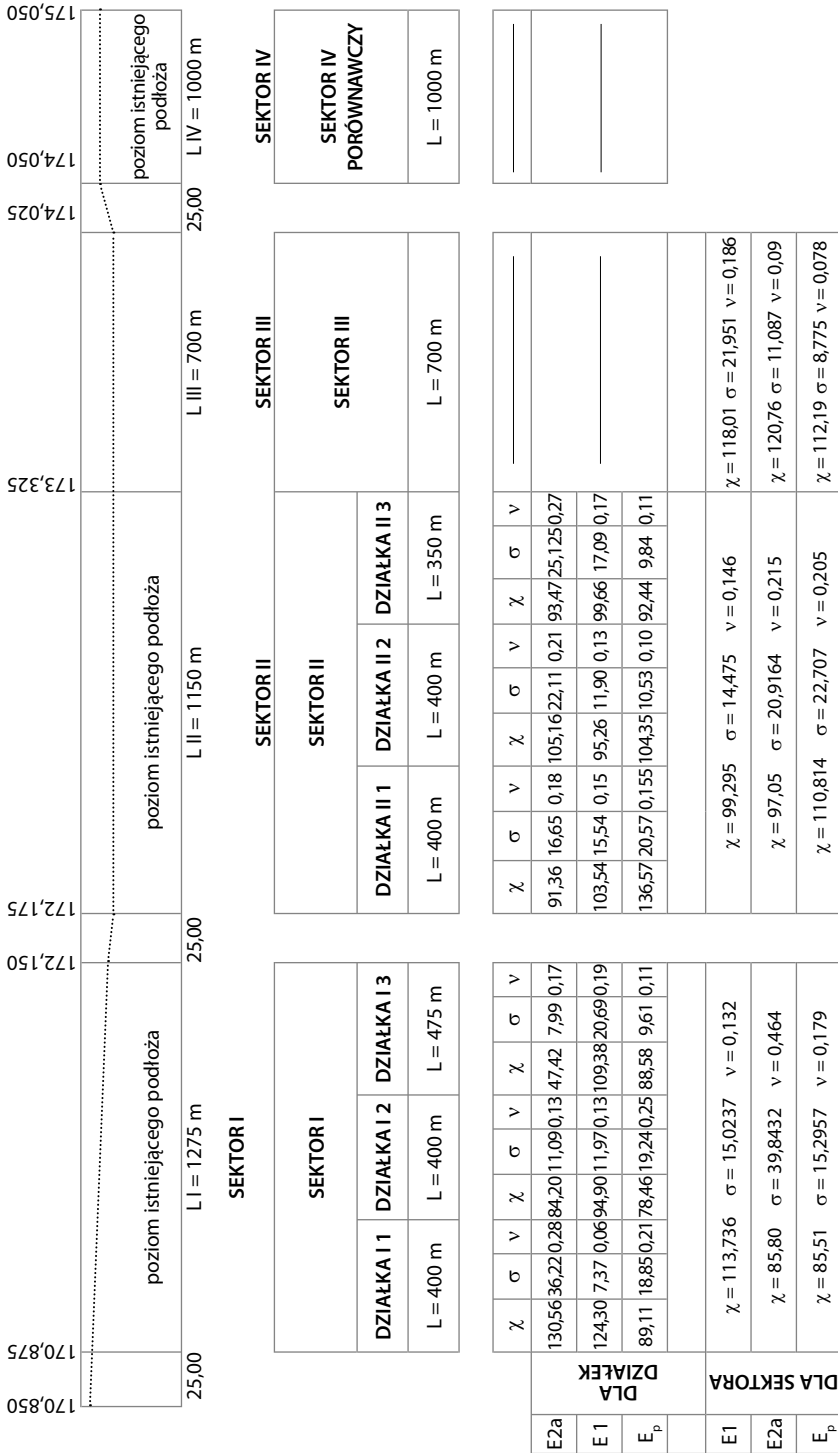 170,850 170,875 172,150 172,175 173,325 174,025 174,050 175,050
poziom istniejącego podłoża
poziom istniejącego podłoża
poziom istniejącego
podłoża
25,00 L I = 1275 m 25,00 L II = 1150 m L III = 700 m 25,00 L IV = 1000 m
SEKTOR I SEKTOR II SEKTOR III SEKTOR IV
SEKTOR I SEKTOR II SEKTOR III SEKTOR IV
PORÓWNAWCZY
DZIAŁKA I 1 DZIAŁKA I 2 DZIAŁKA I 3 DZIAŁKA II 1 DZIAŁKA II 2 DZIAŁKA II 3
L = 400 m L = 400 m L = 475 m L = 400 m L = 400 m L = 350 m L = 700 m L = 1000 m
χ σ ν χ σ ν χ σ ν χ σ ν χ σ ν χ σ ν
DLA
DZIAŁEK
E2a 130,56 36,22 0,28 84,20 11,09 0,13 47,42 7,99 0,17 91,36 16,65 0,18 105,16 22,11 0,21 93,47 25,125 0,27
E 1 124,30 7,37 0,06 94,90 11,97 0,13 109,38 20,69 0,19 103,54 15,54 0,15 95,26 11,90 0,13 99,66 17,09 0,17
Ep 89,11 18,85 0,21 78,46 19,24 0,25 88,58 9,61 0,11 136,57 20,57 0,155 104,35 10,53 0,10 92,44 9,84 0,11
DLA SEKTORA
E1 χ = 113,736 σ = 15,0237 ν = 0,132 χ = 99,295 σ = 14,475 ν = 0,146 χ = 118,01 σ = 21,951 ν = 0,186
E2a χ = 85,80 σ = 39,8432 ν = 0,464 χ = 97,05 σ = 20,9164 ν = 0,215 χ = 120,76 σ = 11,087 ν = 0,09
Ep χ = 85,51 σ = 15,2957 ν = 0,179 χ = 110,814 σ = 22,707 ν = 0,205 χ = 112,19 σ = 8,775 ν = 0,078